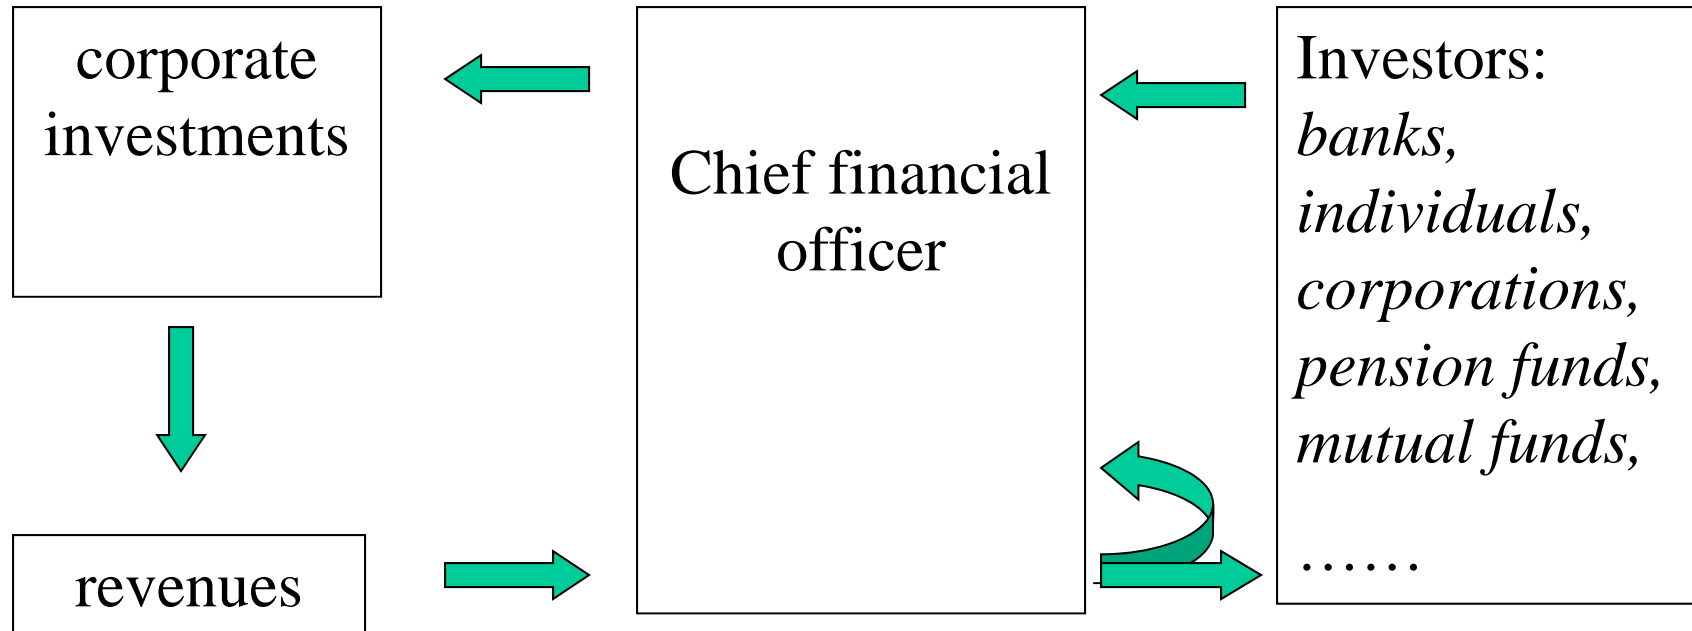 corporate
investments
Chief financial
officer
Investors:
banks,
individuals,
corporations,
pension funds,
mutual funds,
……
revenues